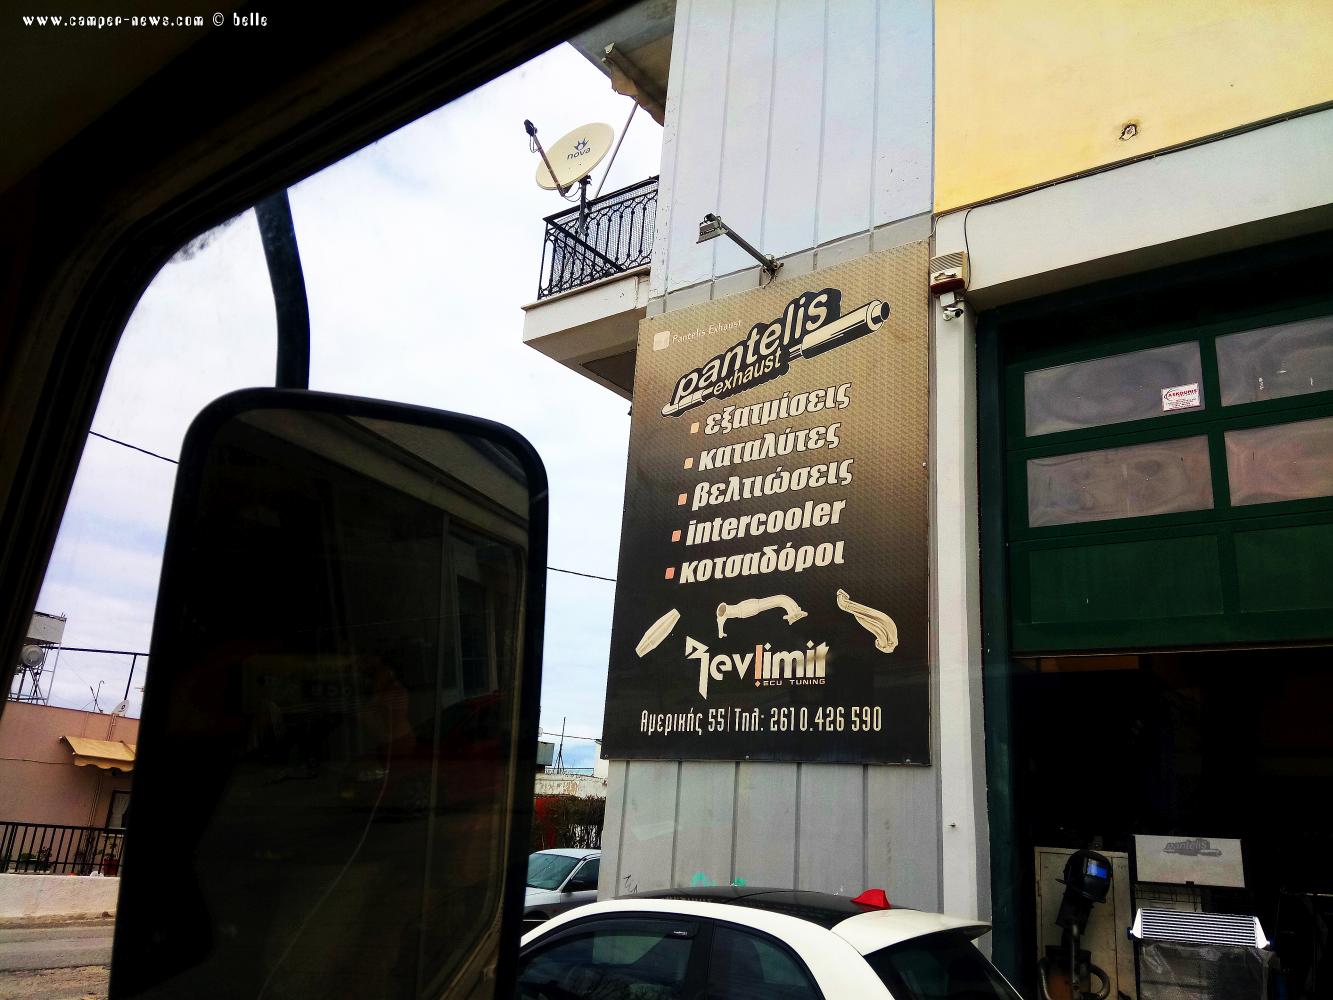 www.camper-news.com © belle
nova
Pantelis Exhaust
pantelis
exhaust
εξατμίσεις
καταλύτες
βελτιώσεις
intercooler
κοτσαδόροι
Revlimit
ECU TUNING
Αμερικής 55 | Τηλ: 2610.426 590
pantelis